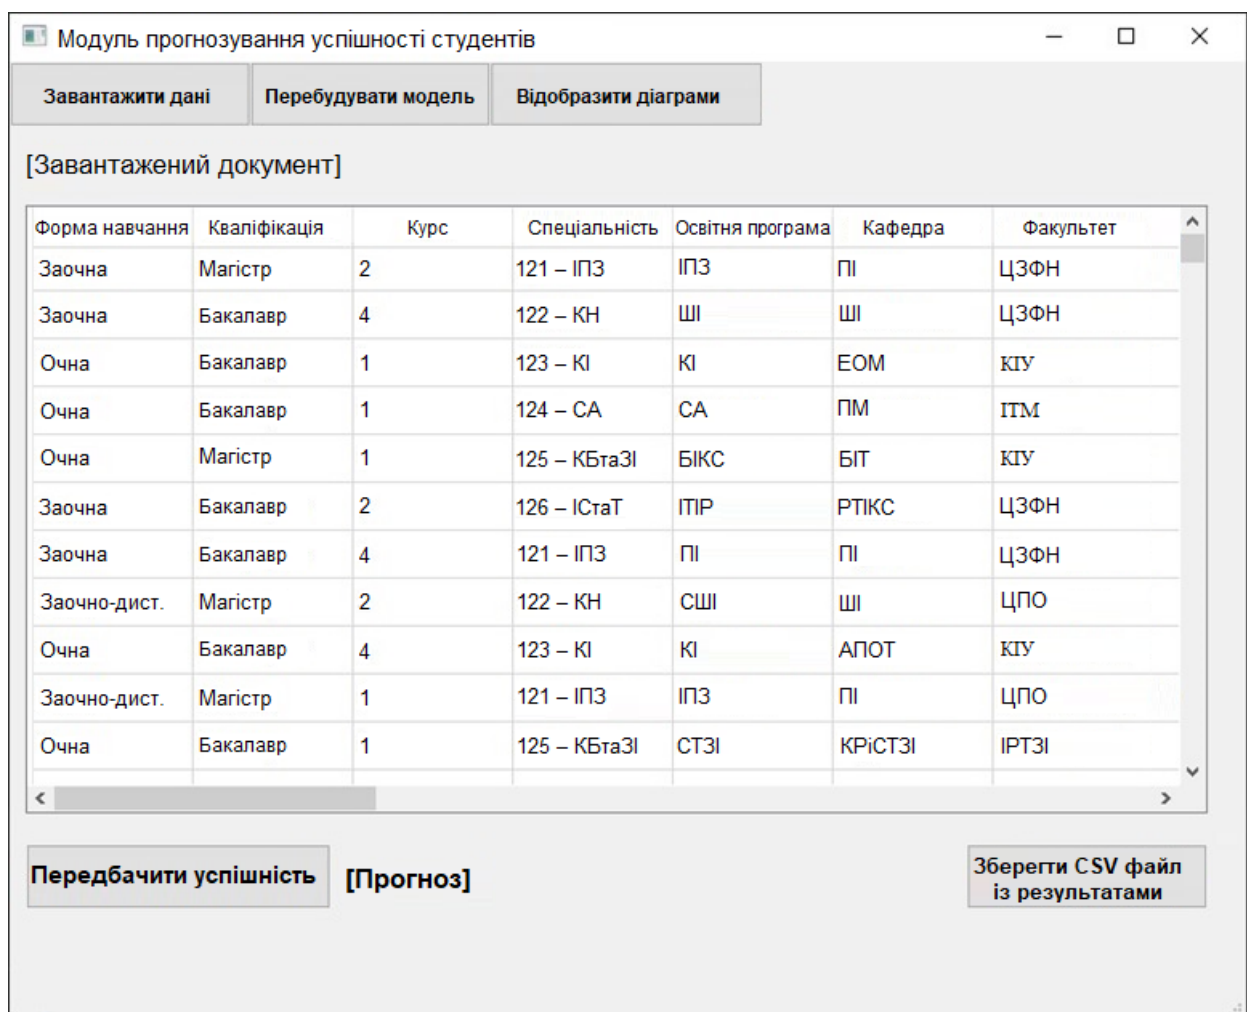 Модуль прогнозування успішності студентів
Завантажити дані Перебудувати модель Відобразити діаграми
[Завантажений документ]
Форма навчання Кваліфікація Курс Спеціальність Освітня програма Кафедра Факультет
Заочна Магістр 2 121 – ІПЗ ІПЗ ПІ ЦЗФН
Заочна Бакалавр 4 122 – КН ШІ ШІ ЦЗФН
Очна Бакалавр 1 123 – КІ КІ ЕОМ КІУ
Очна Бакалавр 1 124 – СА СА ПМ ІТМ
Очна Магістр 1 125 – КБтаЗІ БІКС БІТ КІУ
Заочна Бакалавр 2 126 – ІСтаТ ІТІР РТІКС ЦЗФН
Заочна Бакалавр 4 121 – ІПЗ ПІ ПІ ЦЗФН
Заочно-дист. Магістр 2 122 – КН СШІ ШІ ЦПО
Очна Бакалавр 4 123 – КІ КІ АПОТ КІУ
Заочно-дист. Магістр 1 121 – ІПЗ ІПЗ ПІ ЦПО
Очна Бакалавр 1 125 – КБтаЗІ СТЗІ КРіСТЗІ ІРТЗІ
Передбачити успішність [Прогноз] Зберегти CSV файл
із результатами